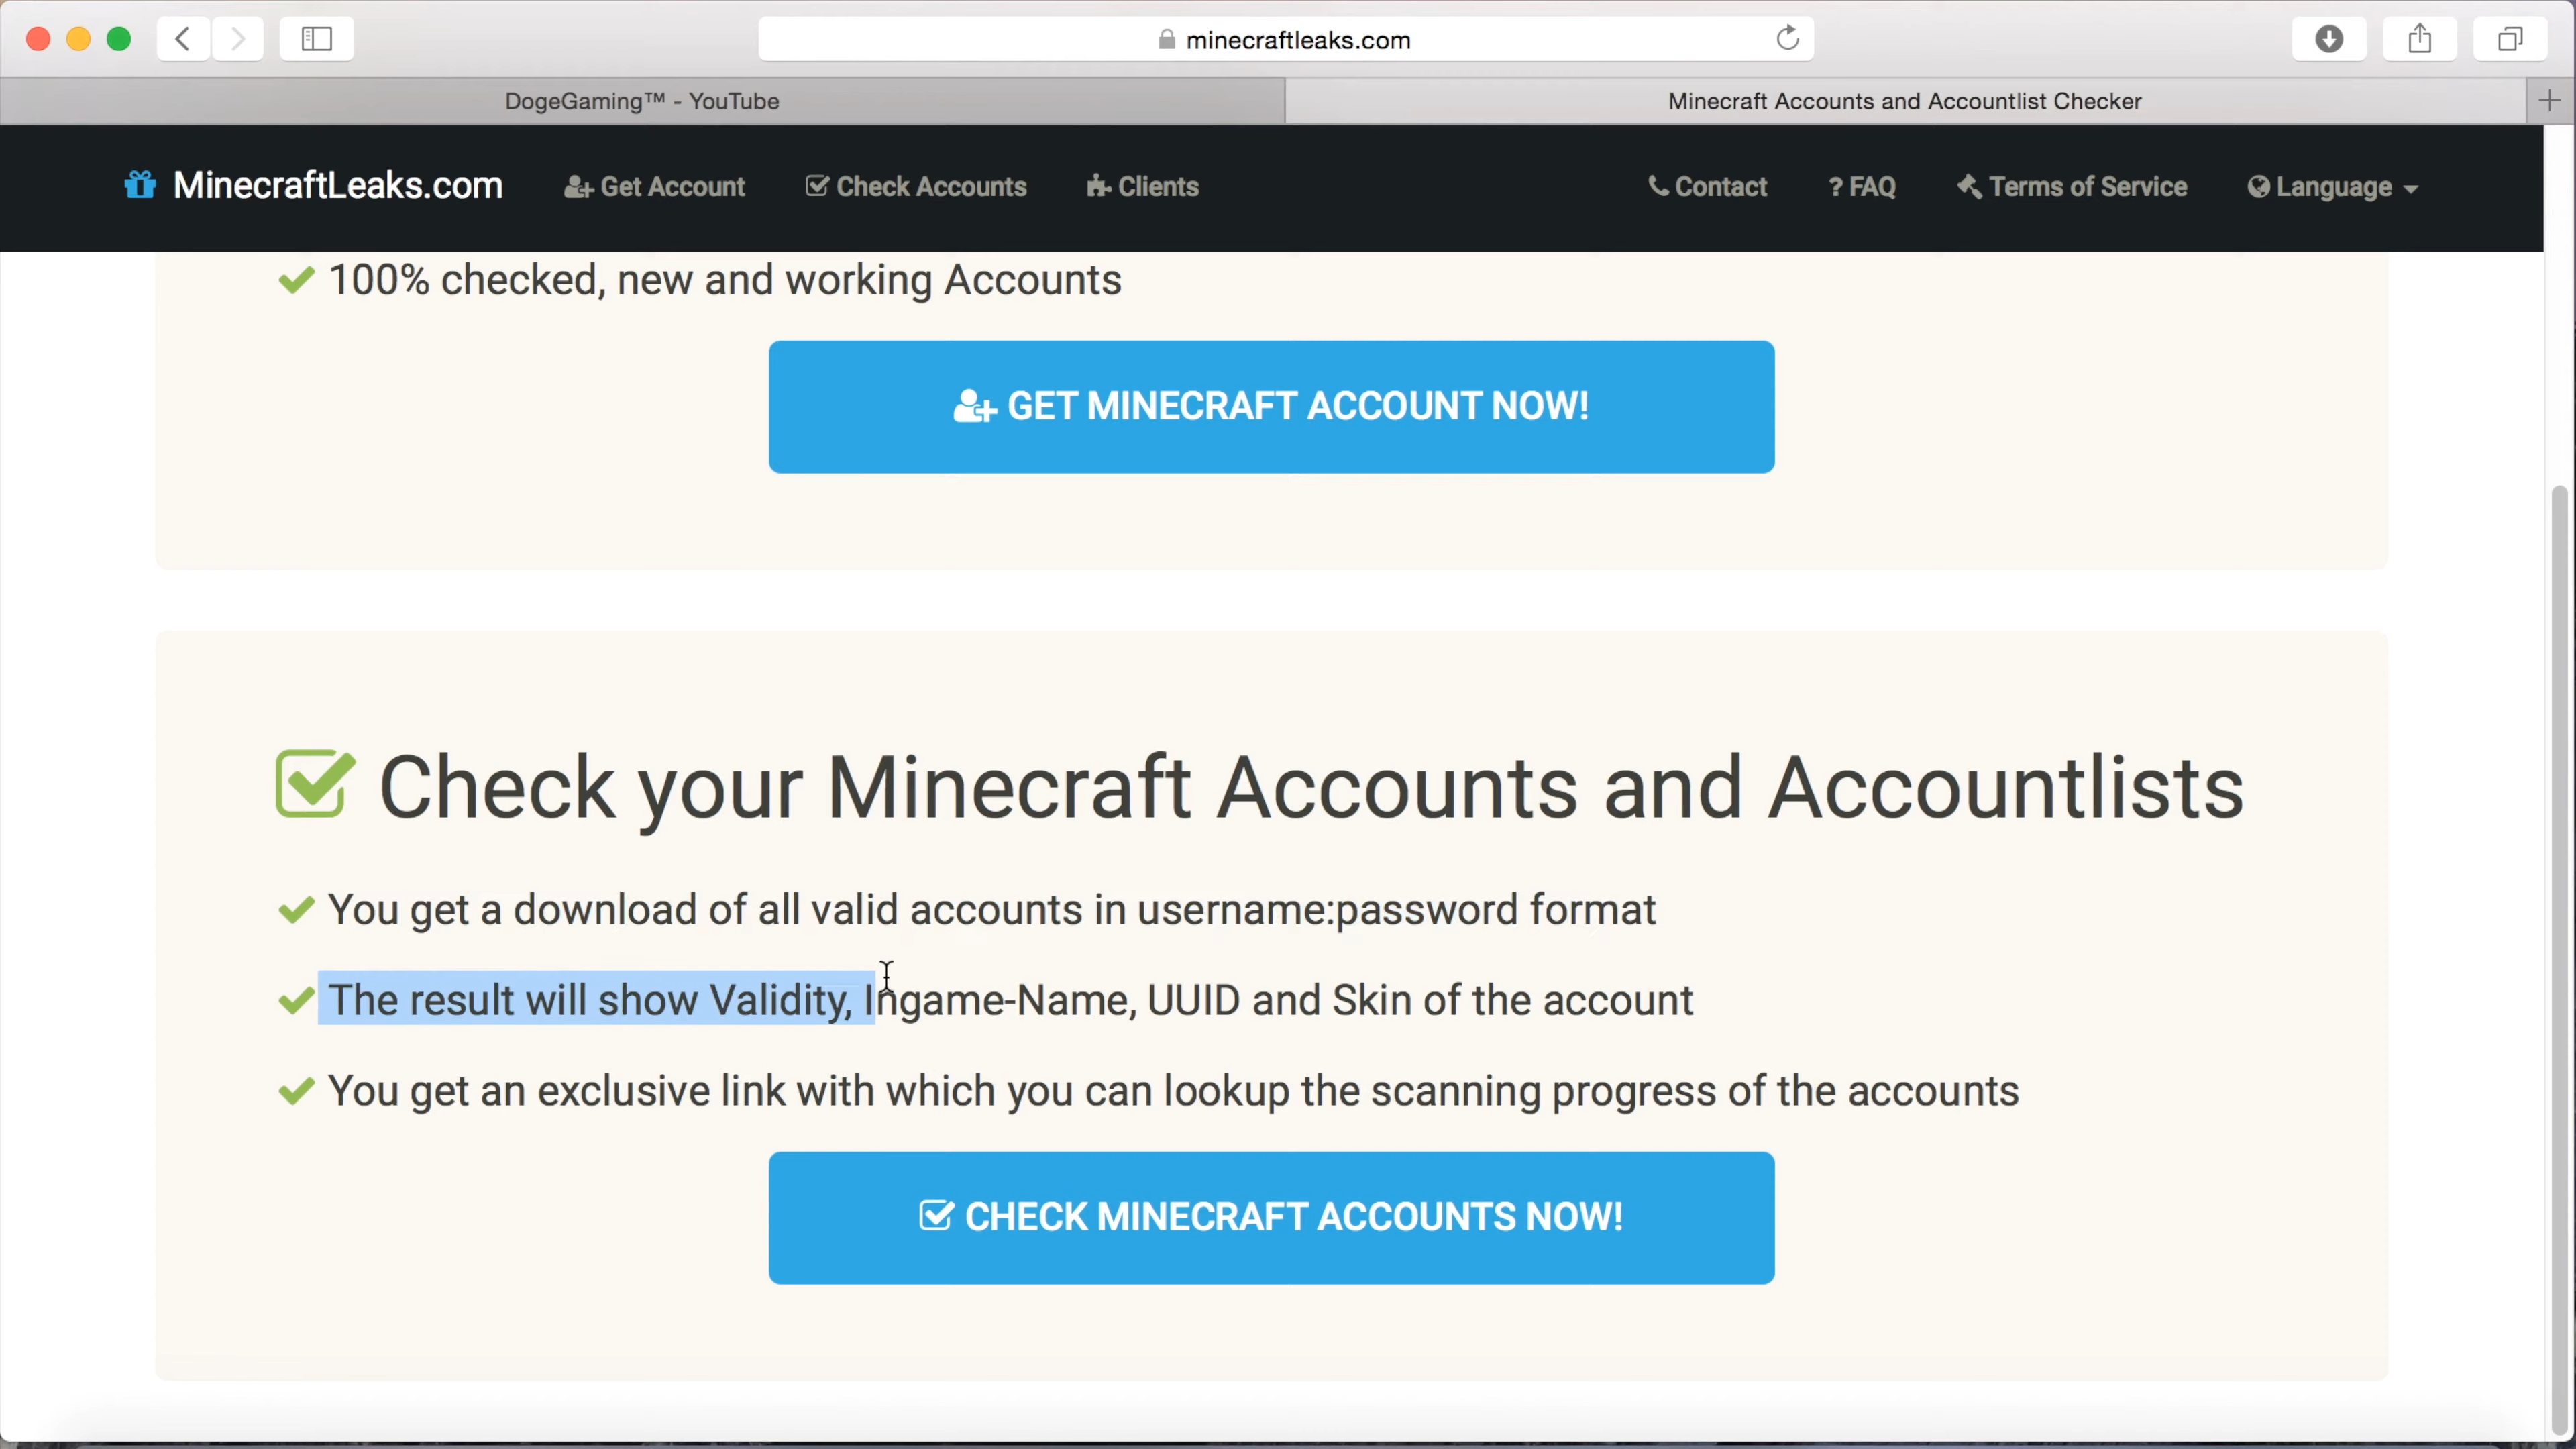 minecraftleaks.com
DogeGaming™ - YouTube
Minecraft Accounts and Accountlist Checker
MinecraftLeaks.com Get Account Check Accounts Clients Contact ? FAQ Terms of Service Language
100% checked, new and working Accounts
GET MINECRAFT ACCOUNT NOW!
Check your Minecraft Accounts and Accountlists
You get a download of all valid accounts in username:password format
The result will show Validity, Ingame-Name, UUID and Skin of the account
You get an exclusive link with which you can lookup the scanning progress of the accounts
CHECK MINECRAFT ACCOUNTS NOW!